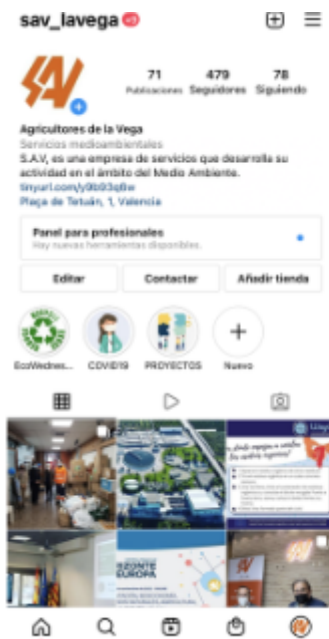 sav_lavega
71 479 78
Publicaciones Seguidores Siguiendo
Agricultores de la Vega
Servicios medioambientales
S.A.V, es una empresa de servicios que desarrolla su
actividad en el ámbito del Medio Ambiente.
Plaça de Tetuán, 1, Valencia
Panel para profesionales
Hay nuevas herramientas disponibles.
Editar Contactar Añadir tienda
EcoWednes... COVID19 PROYECTOS Nuevo
EUROPA